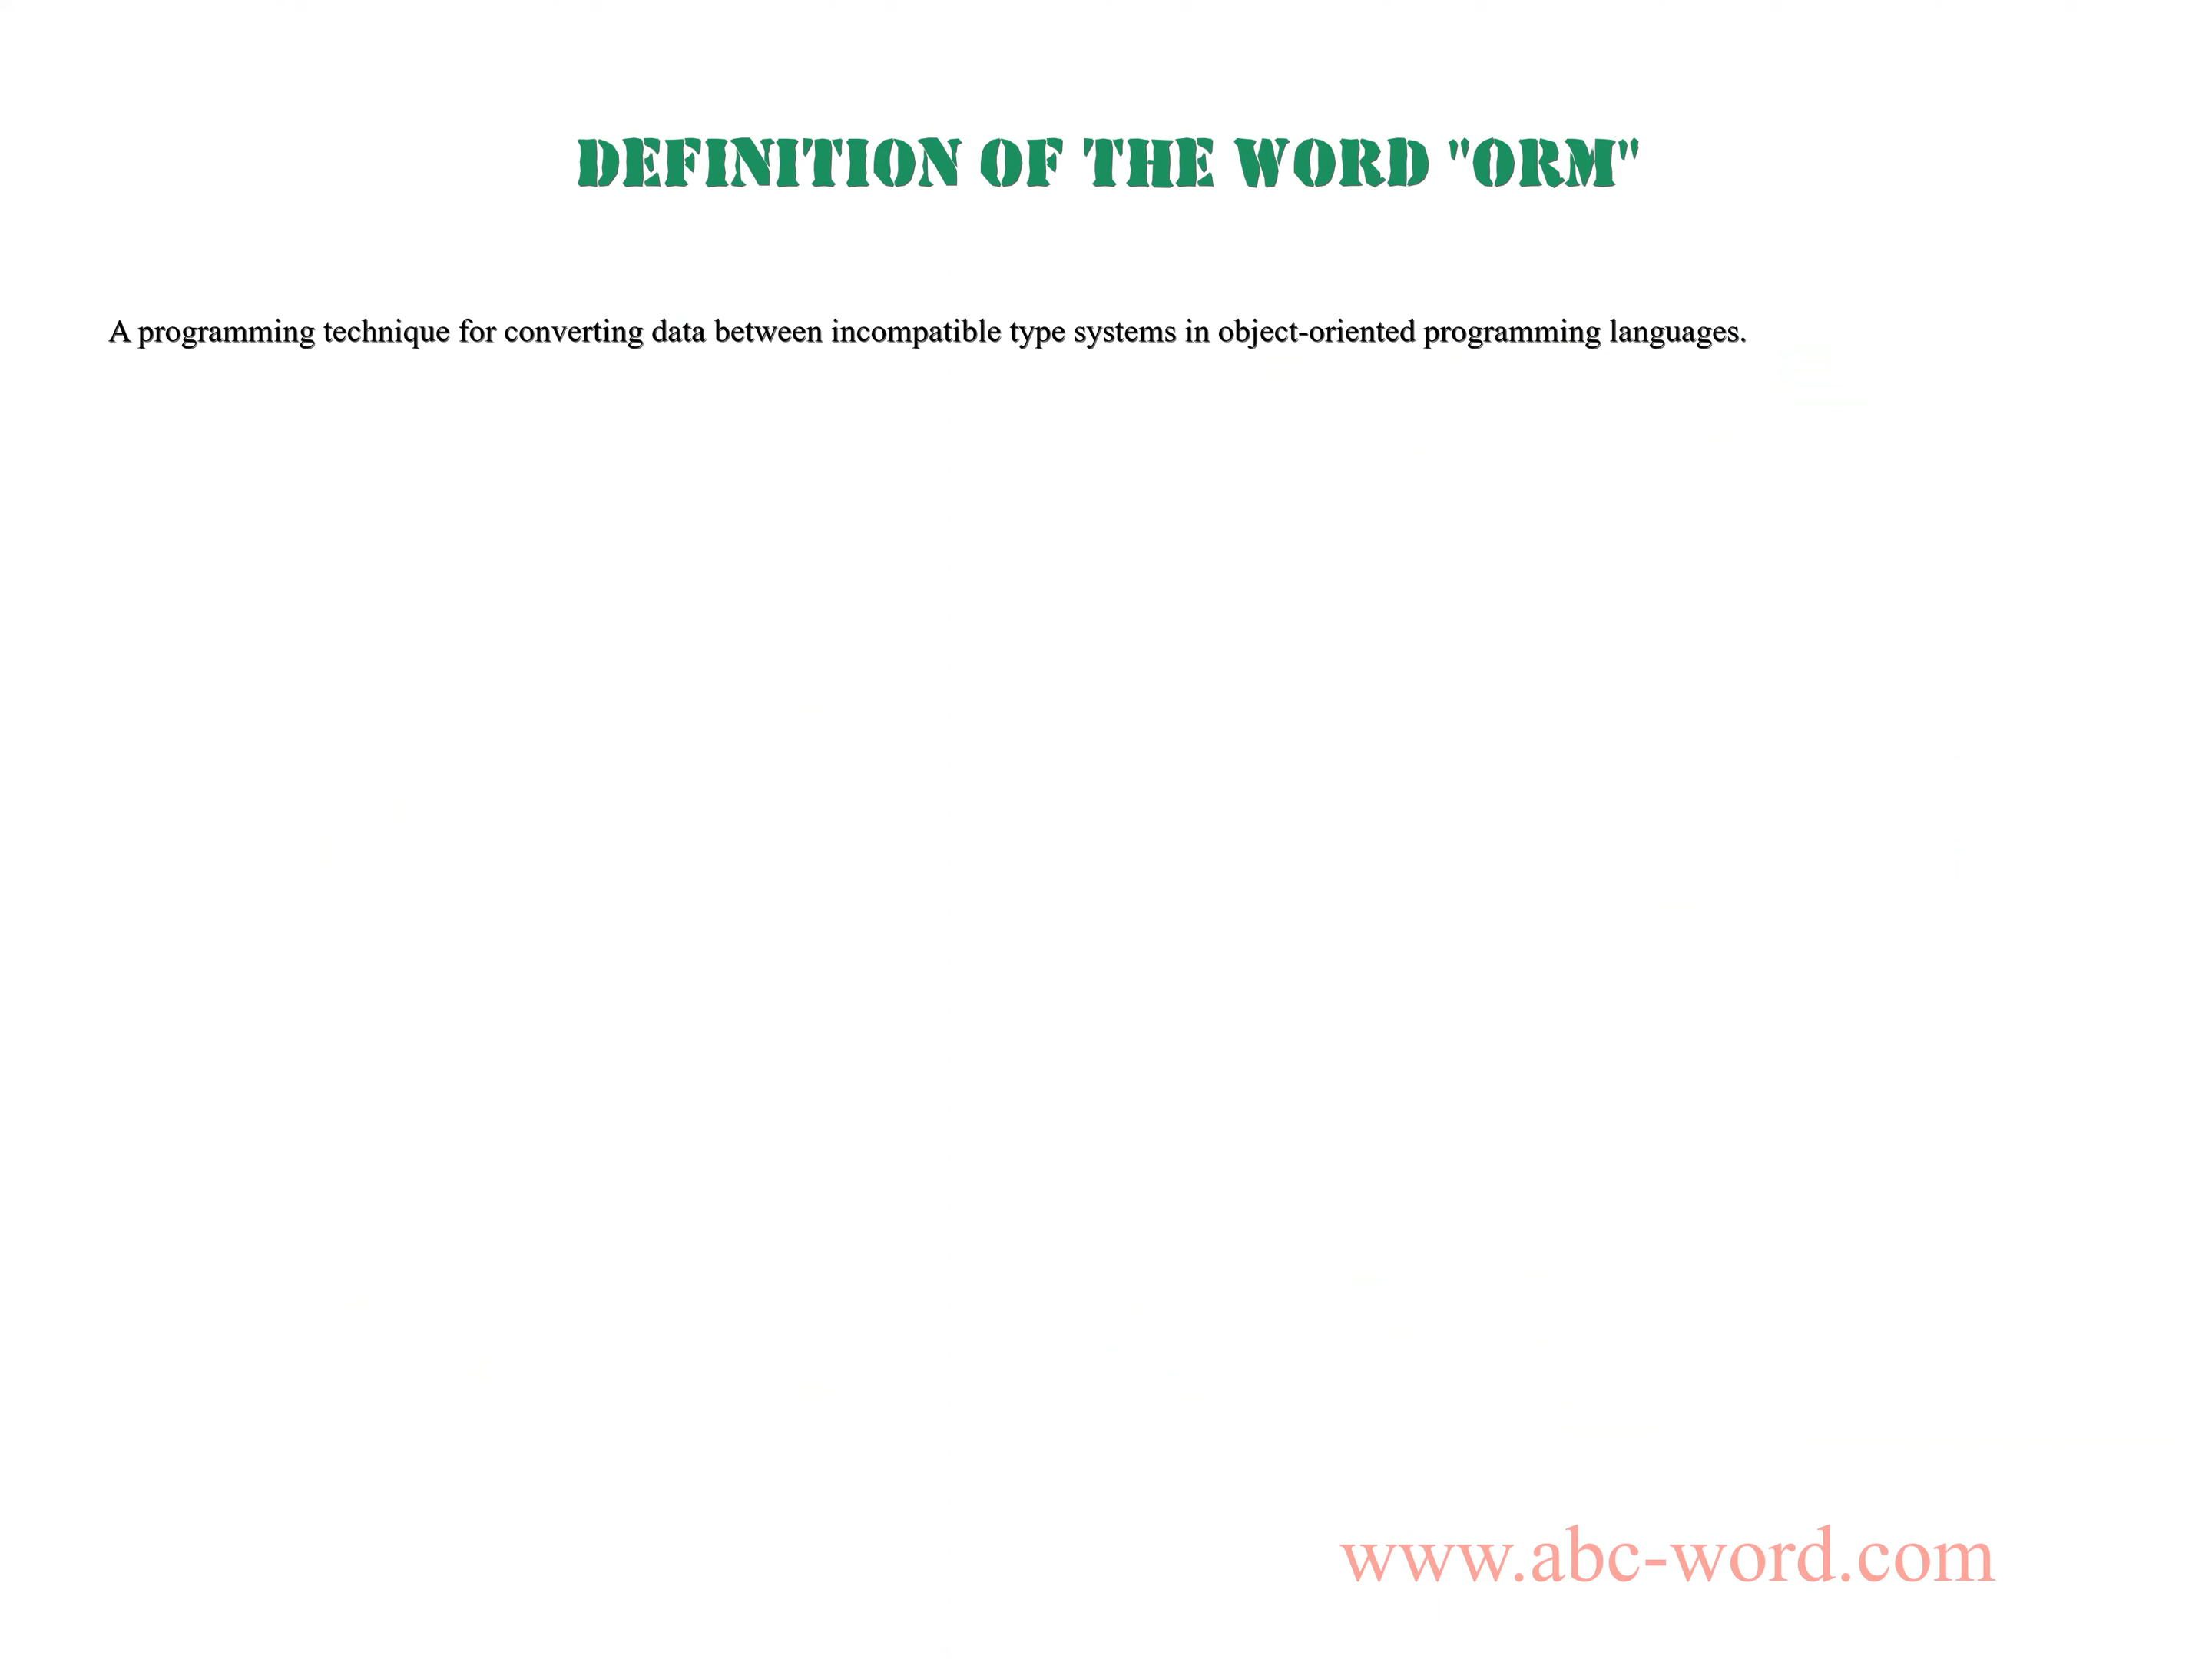 DEFINITION OF THE WORD "ORM"
A programming technique for converting data between incompatible type systems in object-oriented programming languages.
www.abc-word.com